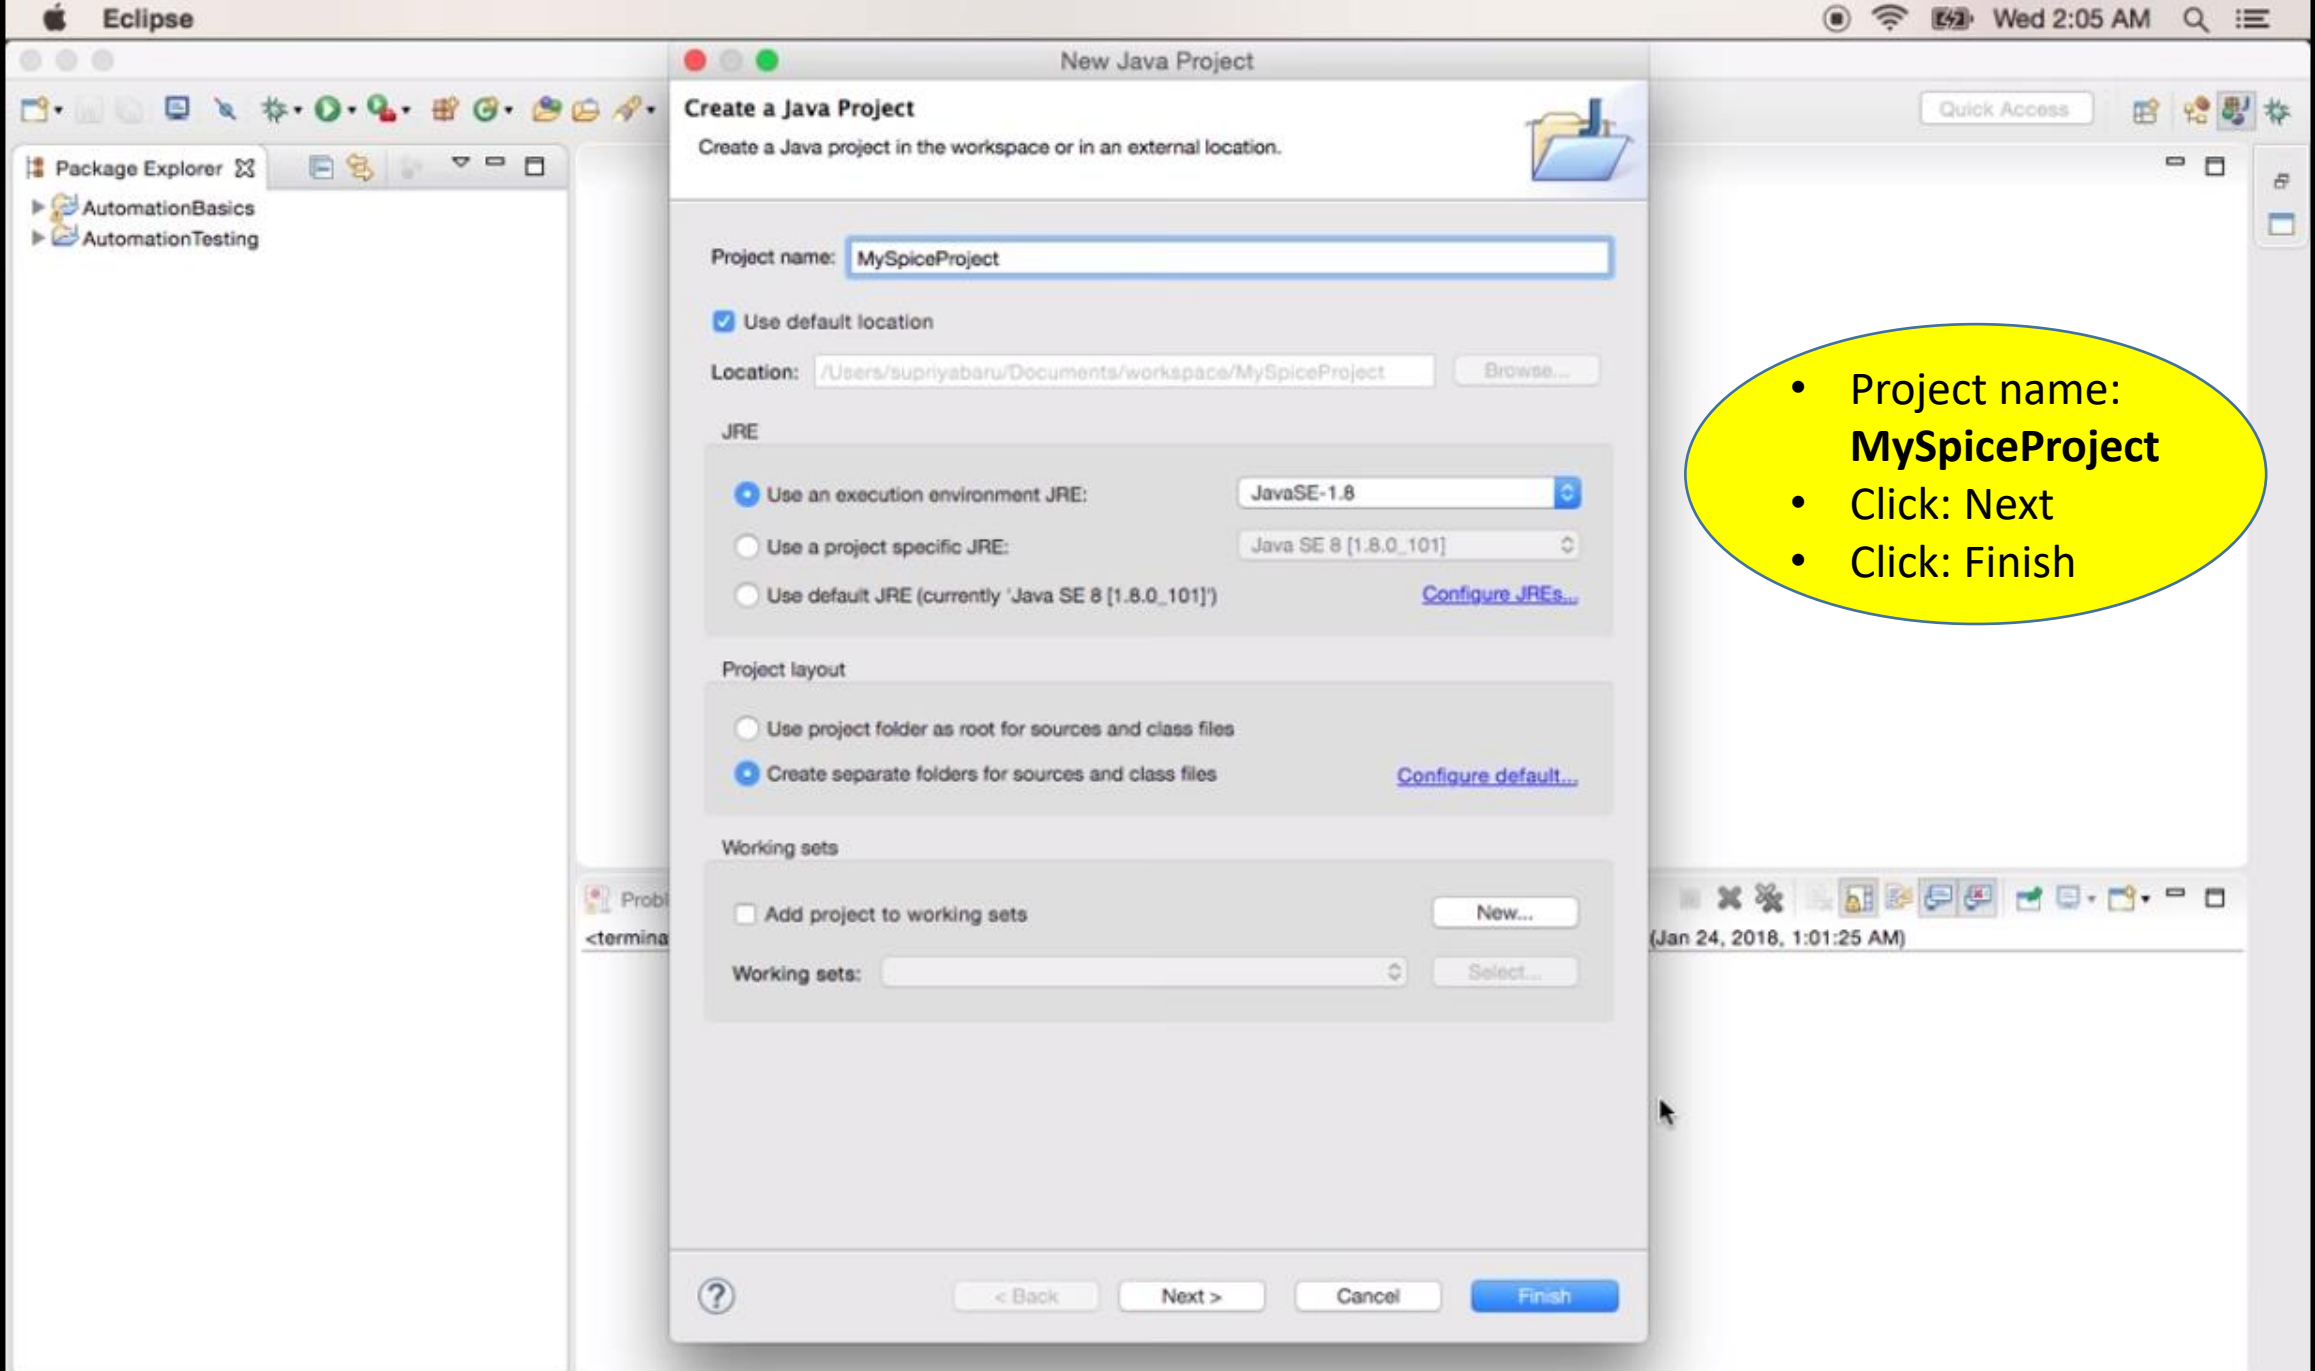 Eclipse
Wed 2:05 AM
New Java Project
Create a Java Project
Create a Java project in the workspace or in an external location.
Quick Access
Package Explorer
AutomationBasics
AutomationTesting
Project name: MySpiceProject
Use default location
Location: /Users/supriyabaru/Documents/workspace/MySpiceProject Browse...
JRE
Use an execution environment JRE: JavaSE-1.8
Use a project specific JRE: Java SE 8 [1.8.0_101]
Use default JRE (currently 'Java SE 8 [1.8.0_101]') Configure JREs...
Project layout
Use project folder as root for sources and class files
Create separate folders for sources and class files Configure default...
Working sets
Add project to working sets New...
Working sets: Select...
• Project name:
MySpiceProject
• Click: Next
• Click: Finish
Probl
<termina (Jan 24, 2018, 1:01:25 AM)
? < Back Next > Cancel Finish